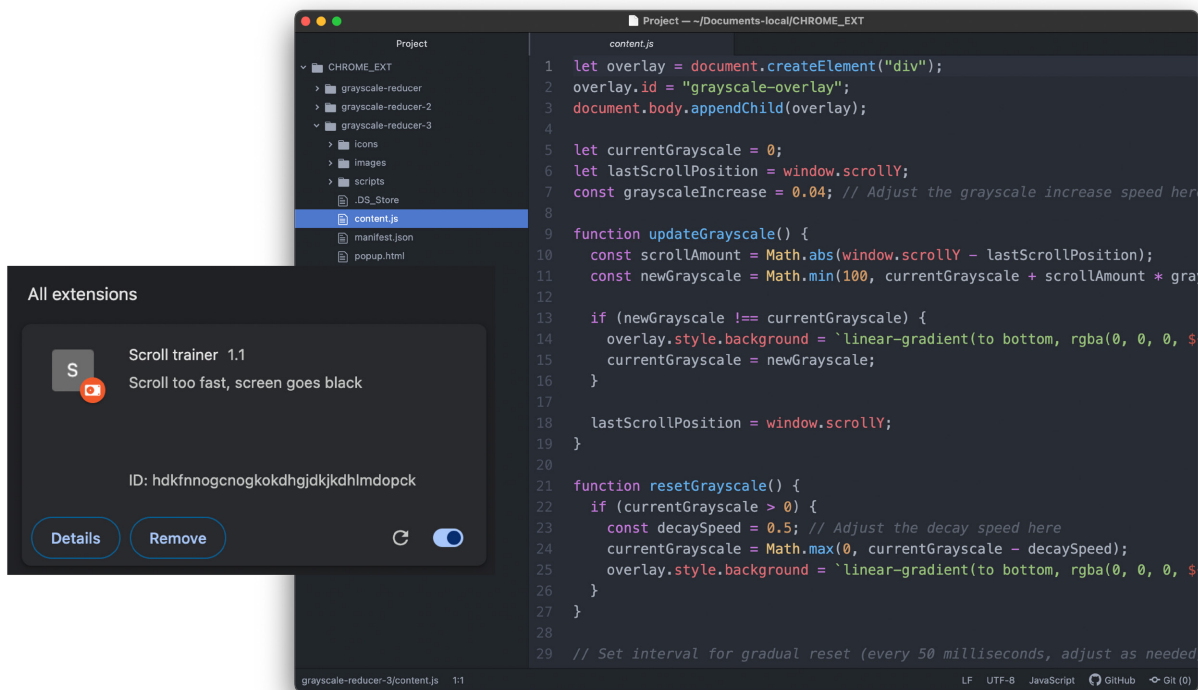 Project — ~/Documents-local/CHROME_EXT
Project
CHROME_EXT
grayscale-reducer
grayscale-reducer-2
grayscale-reducer-3
icons
images
scripts
.DS_Store
content.js
manifest.json
popup.html
content.js
1 let overlay = document.createElement("div");
2 overlay.id = "grayscale-overlay";
3 document.body.appendChild(overlay);
4
5 let currentGrayscale = 0;
6 let lastScrollPosition = window.scrollY;
7 const grayscaleIncrease = 0.04; // Adjust the grayscale increase speed here
8
9 function updateGrayscale() {
10 const scrollAmount = Math.abs(window.scrollY - lastScrollPosition);
11 const newGrayscale = Math.min(100, currentGrayscale + scrollAmount * gray
12
13 if (newGrayscale !== currentGrayscale) {
14 overlay.style.background = `linear-gradient(to bottom, rgba(0, 0, 0, $
15 currentGrayscale = newGrayscale;
16 }
17
18 lastScrollPosition = window.scrollY;
19 }
20
21 function resetGrayscale() {
22 if (currentGrayscale > 0) {
23 const decaySpeed = 0.5; // Adjust the decay speed here
24 currentGrayscale = Math.max(0, currentGrayscale - decaySpeed);
25 overlay.style.background = `linear-gradient(to bottom, rgba(0, 0, 0, $
26 }
27 }
28
29 // Set interval for gradual reset (every 50 milliseconds, adjust as needed
grayscale-reducer-3/content.js 1:1
LF UTF-8 JavaScript GitHub Git (0)
All extensions
S
Scroll trainer 1.1
Scroll too fast, screen goes black
ID: hdkfnnogcnogkokdhgjdkjkdhlmdopck
Details
Remove